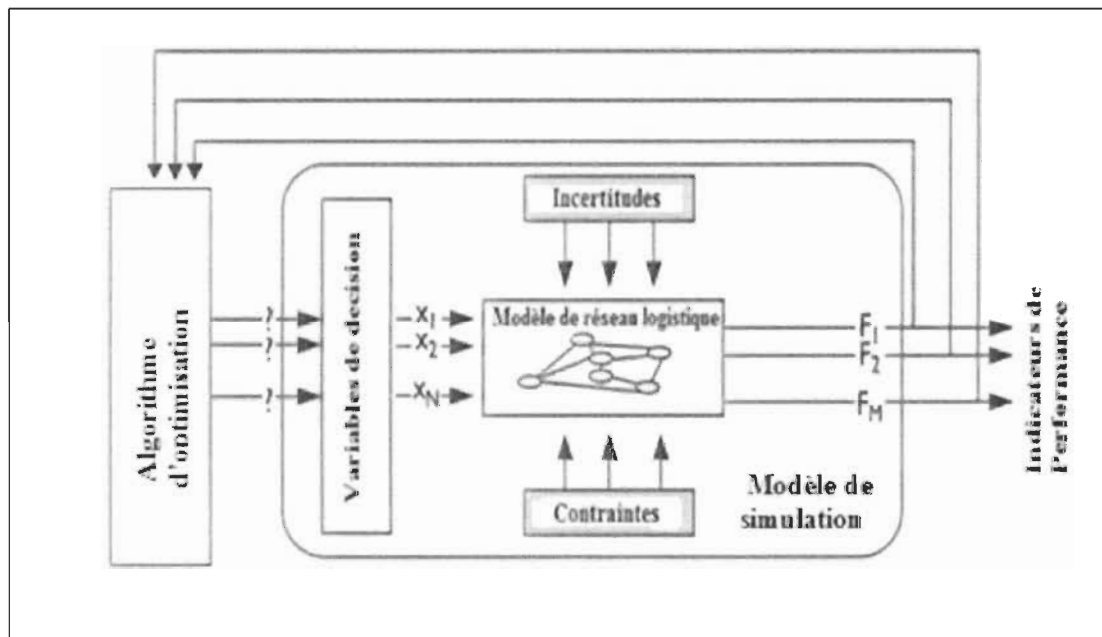 Incertitudes
Algorithme
d'optimisation
?
?
?
Variables de decision
X1
X2
XN
Modèle de réseau logistique
F1
F2
FM
Indicateurs de
Performance
Contraintes
Modèle de
simulation